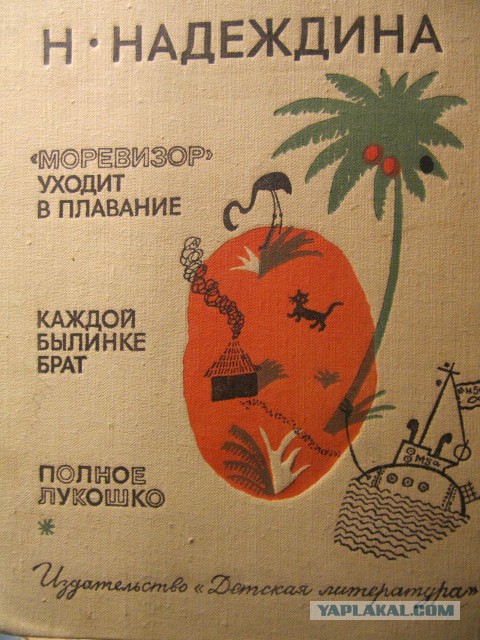 Н · НАДЕЖДИНА
«МОРЕВИЗОР»
УХОДИТ
В ПЛАВАНИЕ
КАЖДОЙ
БЫЛИНКЕ
БРАТ
ПОЛНОЕ
ЛУКОШКО
*
Издательство «Детская литература»
YAPLAKAL.COM